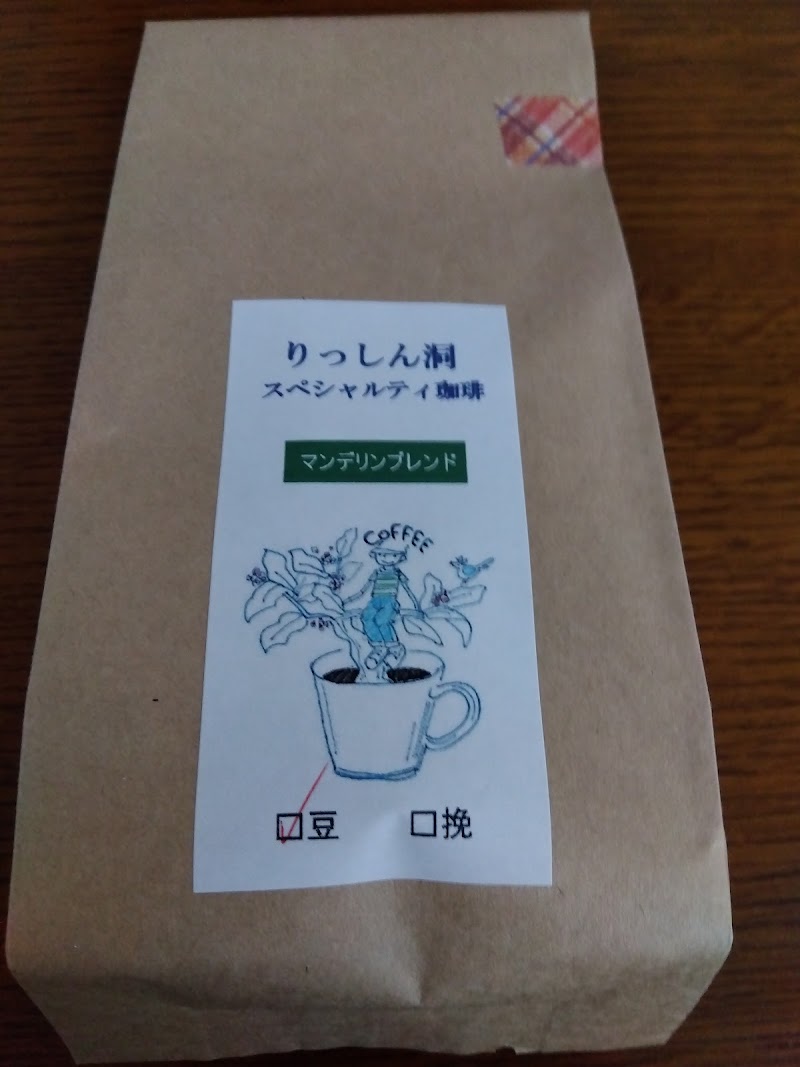 りっしん洞
スペシャルティ珈琲
マンデリンブレンド
COFFEE
☑豆 □挽